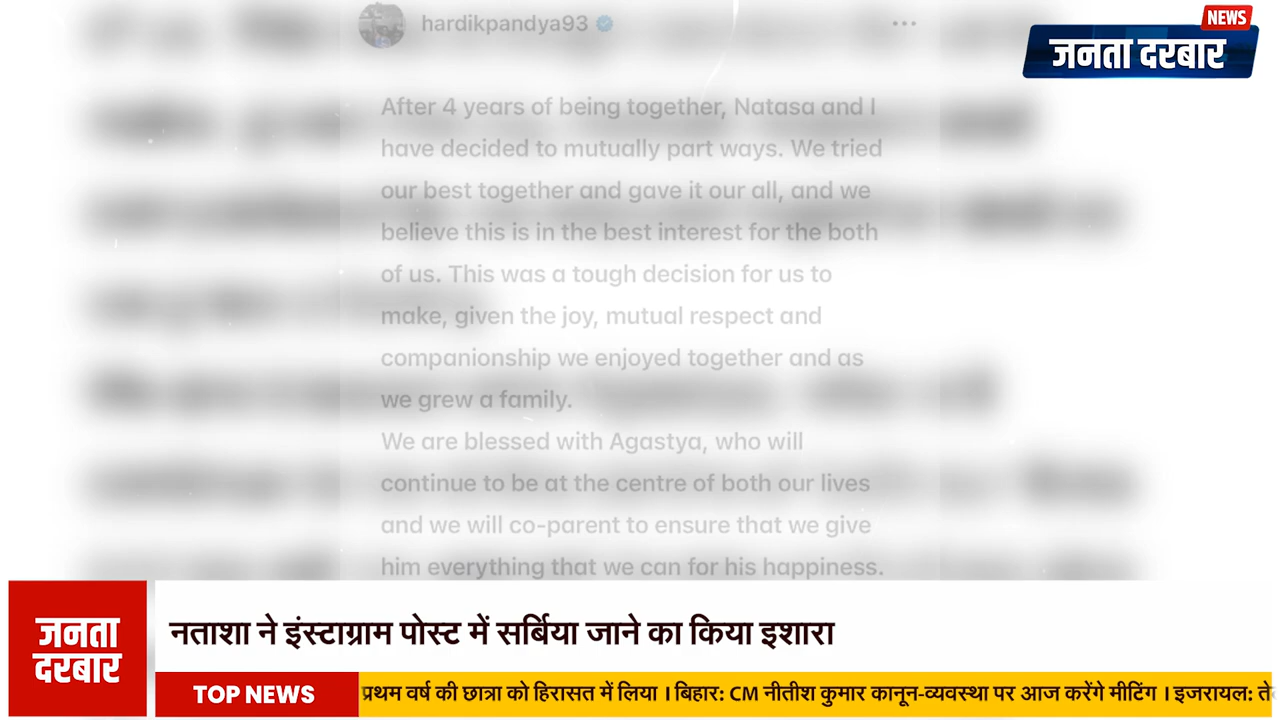 hardikpandya93
NEWS
जनता दरबार
After 4 years of being together, Natasa and I
have decided to mutually part ways. We tried
our best together and gave it our all, and we
believe this is in the best interest for the both
of us. This was a tough decision for us to
make, given the joy, mutual respect and
companionship we enjoyed together and as
we grew a family.
We are blessed with Agastya, who will
continue to be at the centre of both our lives
and we will co-parent to ensure that we give
him everything that we can for his happiness.
जनता
दरबार
नताशा ने इंस्टाग्राम पोस्ट में सर्बिया जाने का किया इशारा
TOP NEWS
प्रथम वर्ष की छात्रा को हिरासत में लिया । बिहार: CM नीतीश कुमार कानून-व्यवस्था पर आज करेंगे मीटिंग । इजरायल: